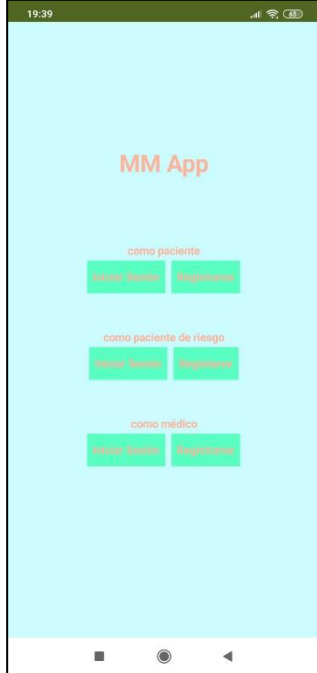 19:39
63
MM App
como paciente
Iniciar Sesión Registrarse
como paciente de riesgo
Iniciar Sesión Registrarse
como médico
Iniciar Sesión Registrarse